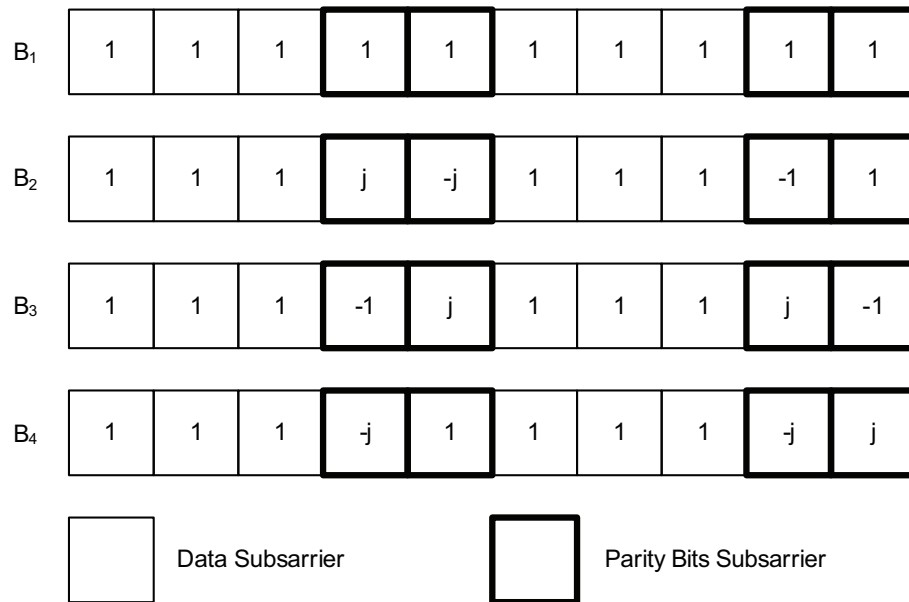 B₁ 1 1 1 1 1 1 1 1 1 1
B₂ 1 1 1 j -j 1 1 1 -1 1
B₃ 1 1 1 -1 j 1 1 1 j -1
B₄ 1 1 1 -j 1 1 1 1 -j j
Data Subsarrier Parity Bits Subsarrier